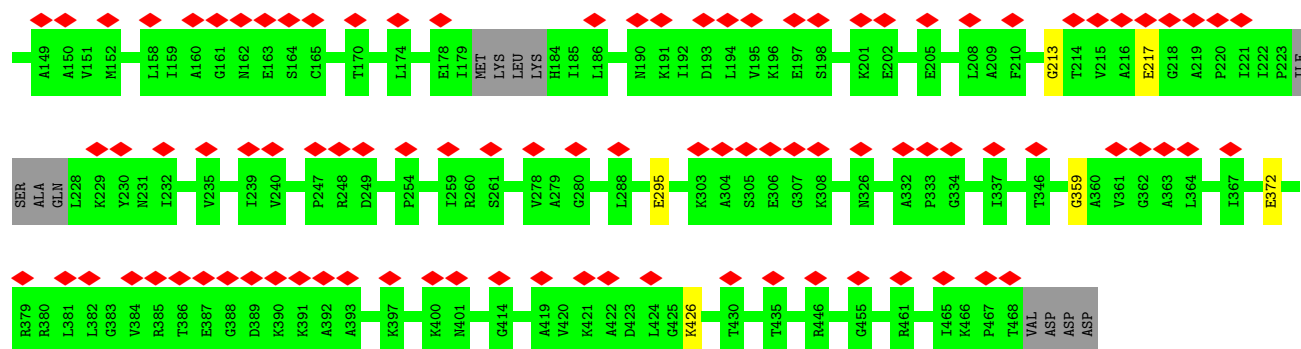 A149 A150 V151 M152 L158 I159 A160 G161 N162 E163 S164 C165 T170 L174 E178 I179 MET LYS LEU LYS H184 I185 L186 N190 K191 I192 D193 L194 V195 K196 E197 S198 K201 E202 E205 L208 A209 F210 G213 T214 V215 A216 E217 G218 A219 P220 I221 I222 P223 ILE
SER ALA GLN L228 K229 Y230 N231 I232 V235 I239 V240 P247 R248 D249 P254 I259 R260 S261 V278 A279 G280 L288 E295 K303 A304 S305 E306 G307 K308 N326 A332 P333 G334 I337 T346 G359 A360 V361 G362 A363 L364 I367 E372
R379 R380 L381 L382 G383 V384 R385 T386 E387 G388 D389 K390 K391 A392 A393 K397 K400 N401 G414 A419 V420 K421 A422 D423 L424 G425 K426 T430 T435 R446 G455 R461 I465 K466 P467 T468 VAL ASP ASP ASP